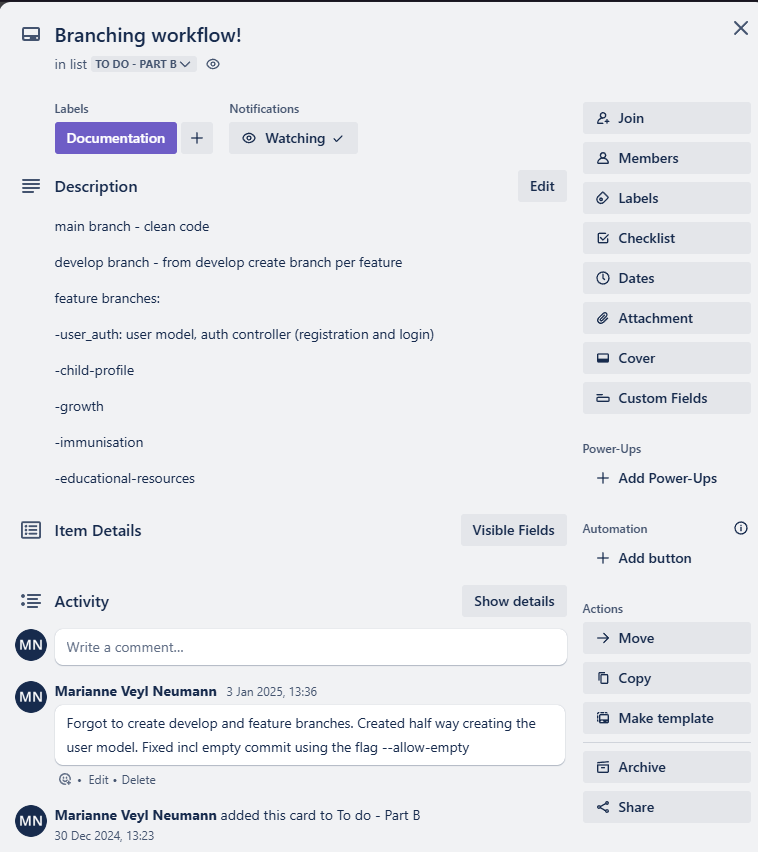 Branching workflow!
in list TO DO - PART B
Labels
Notifications
Documentation
Watching
Description
Edit
main branch - clean code
develop branch - from develop create branch per feature
feature branches:
-user_auth: user model, auth controller (registration and login)
-child-profile
-growth
-immunisation
-educational-resources
Item Details
Visible Fields
Activity
Show details
MN
Write a comment...
MN
Marianne Veyl Neumann 3 Jan 2025, 13:36
Forgot to create develop and feature branches. Created half way creating the
user model. Fixed incl empty commit using the flag --allow-empty
• Edit • Delete
MN
Marianne Veyl Neumann added this card to To do - Part B
30 Dec 2024, 13:23
Join
Members
Labels
Checklist
Dates
Attachment
Cover
Custom Fields
Power-Ups
Add Power-Ups
Automation
Add button
Actions
Move
Copy
Make template
Archive
Share